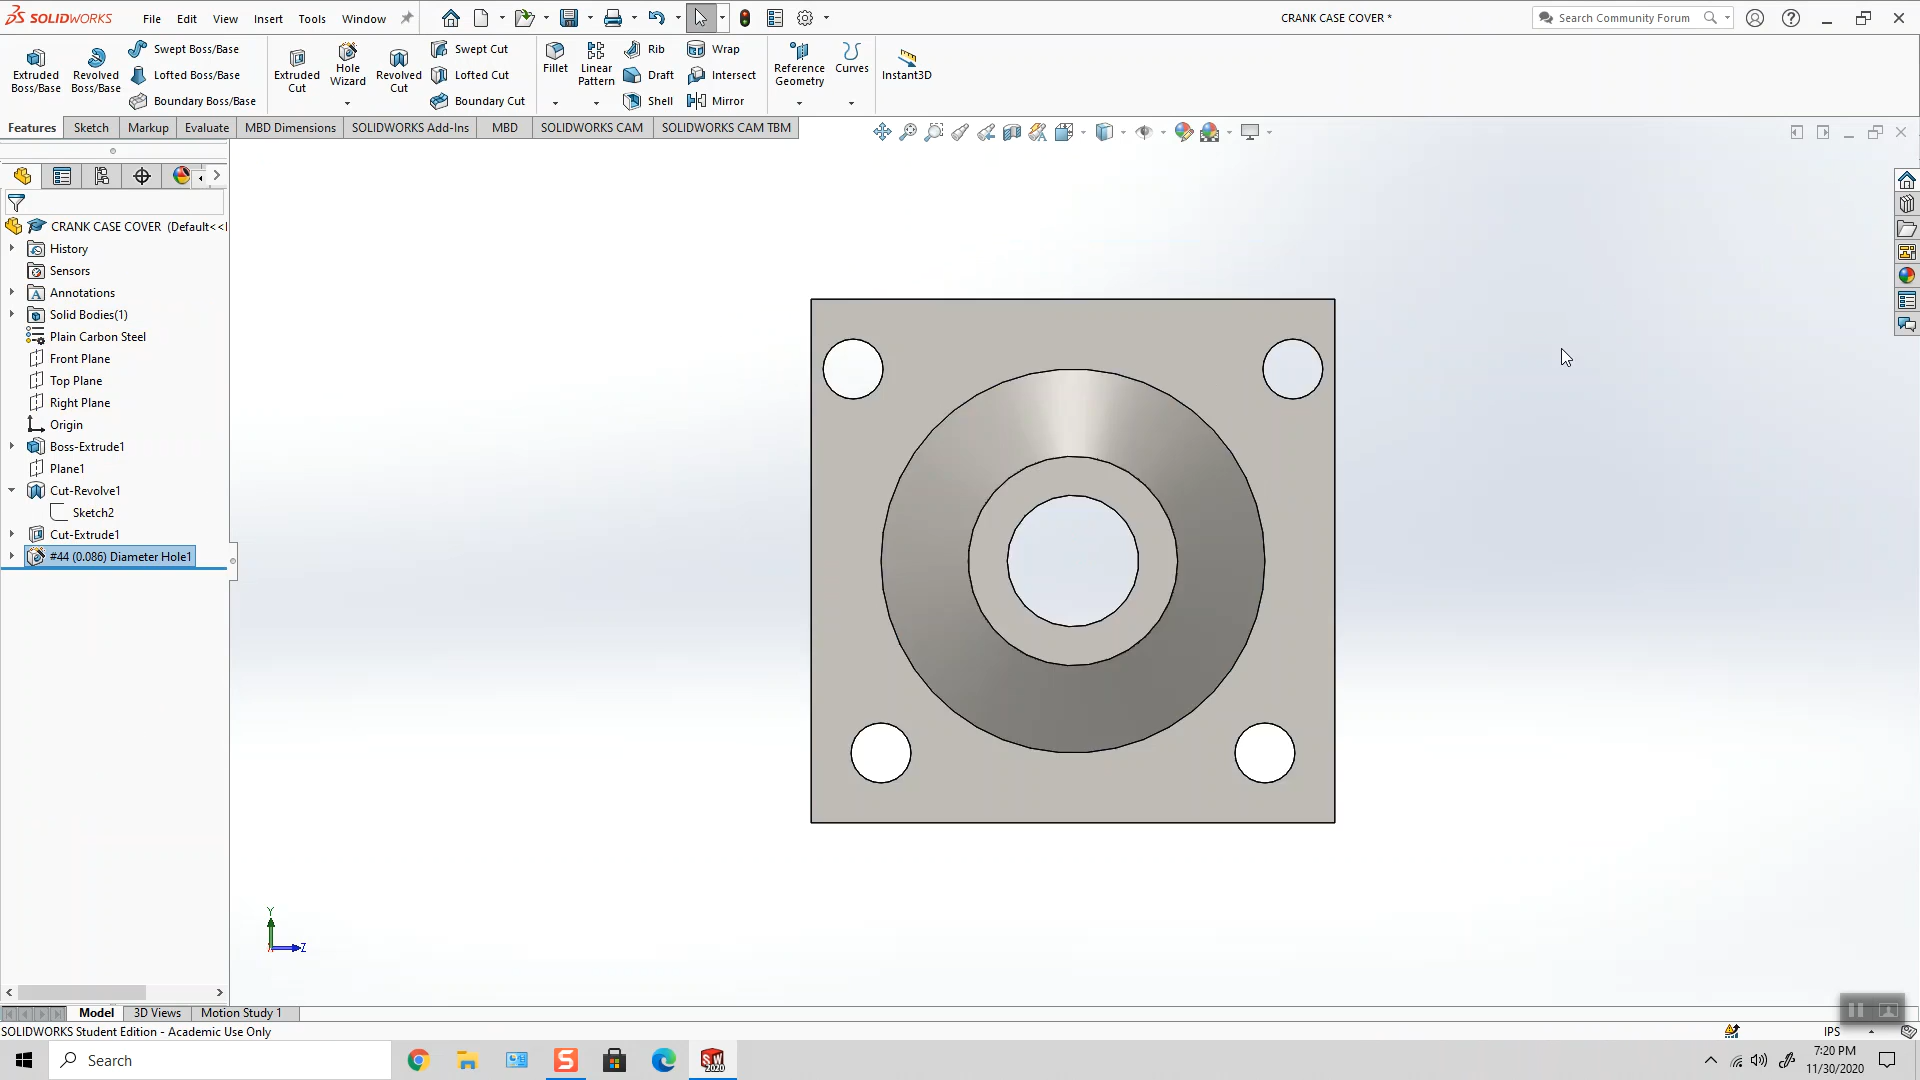 SOLIDWORKS File Edit View Insert Tools Window CRANK CASE COVER * Search Community Forum
Extruded Boss/Base
Revolved Boss/Base
Swept Boss/Base
Lofted Boss/Base
Boundary Boss/Base
Extruded Cut
Hole Wizard
Revolved Cut
Swept Cut
Lofted Cut
Boundary Cut
Fillet
Linear Pattern
Rib
Draft
Shell
Wrap
Intersect
Mirror
Reference Geometry
Curves
Instant3D
Features Sketch Markup Evaluate MBD Dimensions SOLIDWORKS Add-Ins MBD SOLIDWORKS CAM SOLIDWORKS CAM TBM
CRANK CASE COVER (Default<<
History
Sensors
Annotations
Solid Bodies(1)
Plain Carbon Steel
Front Plane
Top Plane
Right Plane
Origin
Boss-Extrude1
Plane1
Cut-Revolve1
Sketch2
Cut-Extrude1
#44 (0.086) Diameter Hole1
Y
Z
Model 3D Views Motion Study 1
SOLIDWORKS Student Edition - Academic Use Only IPS
Search
SW 2020
7:20 PM
11/30/2020